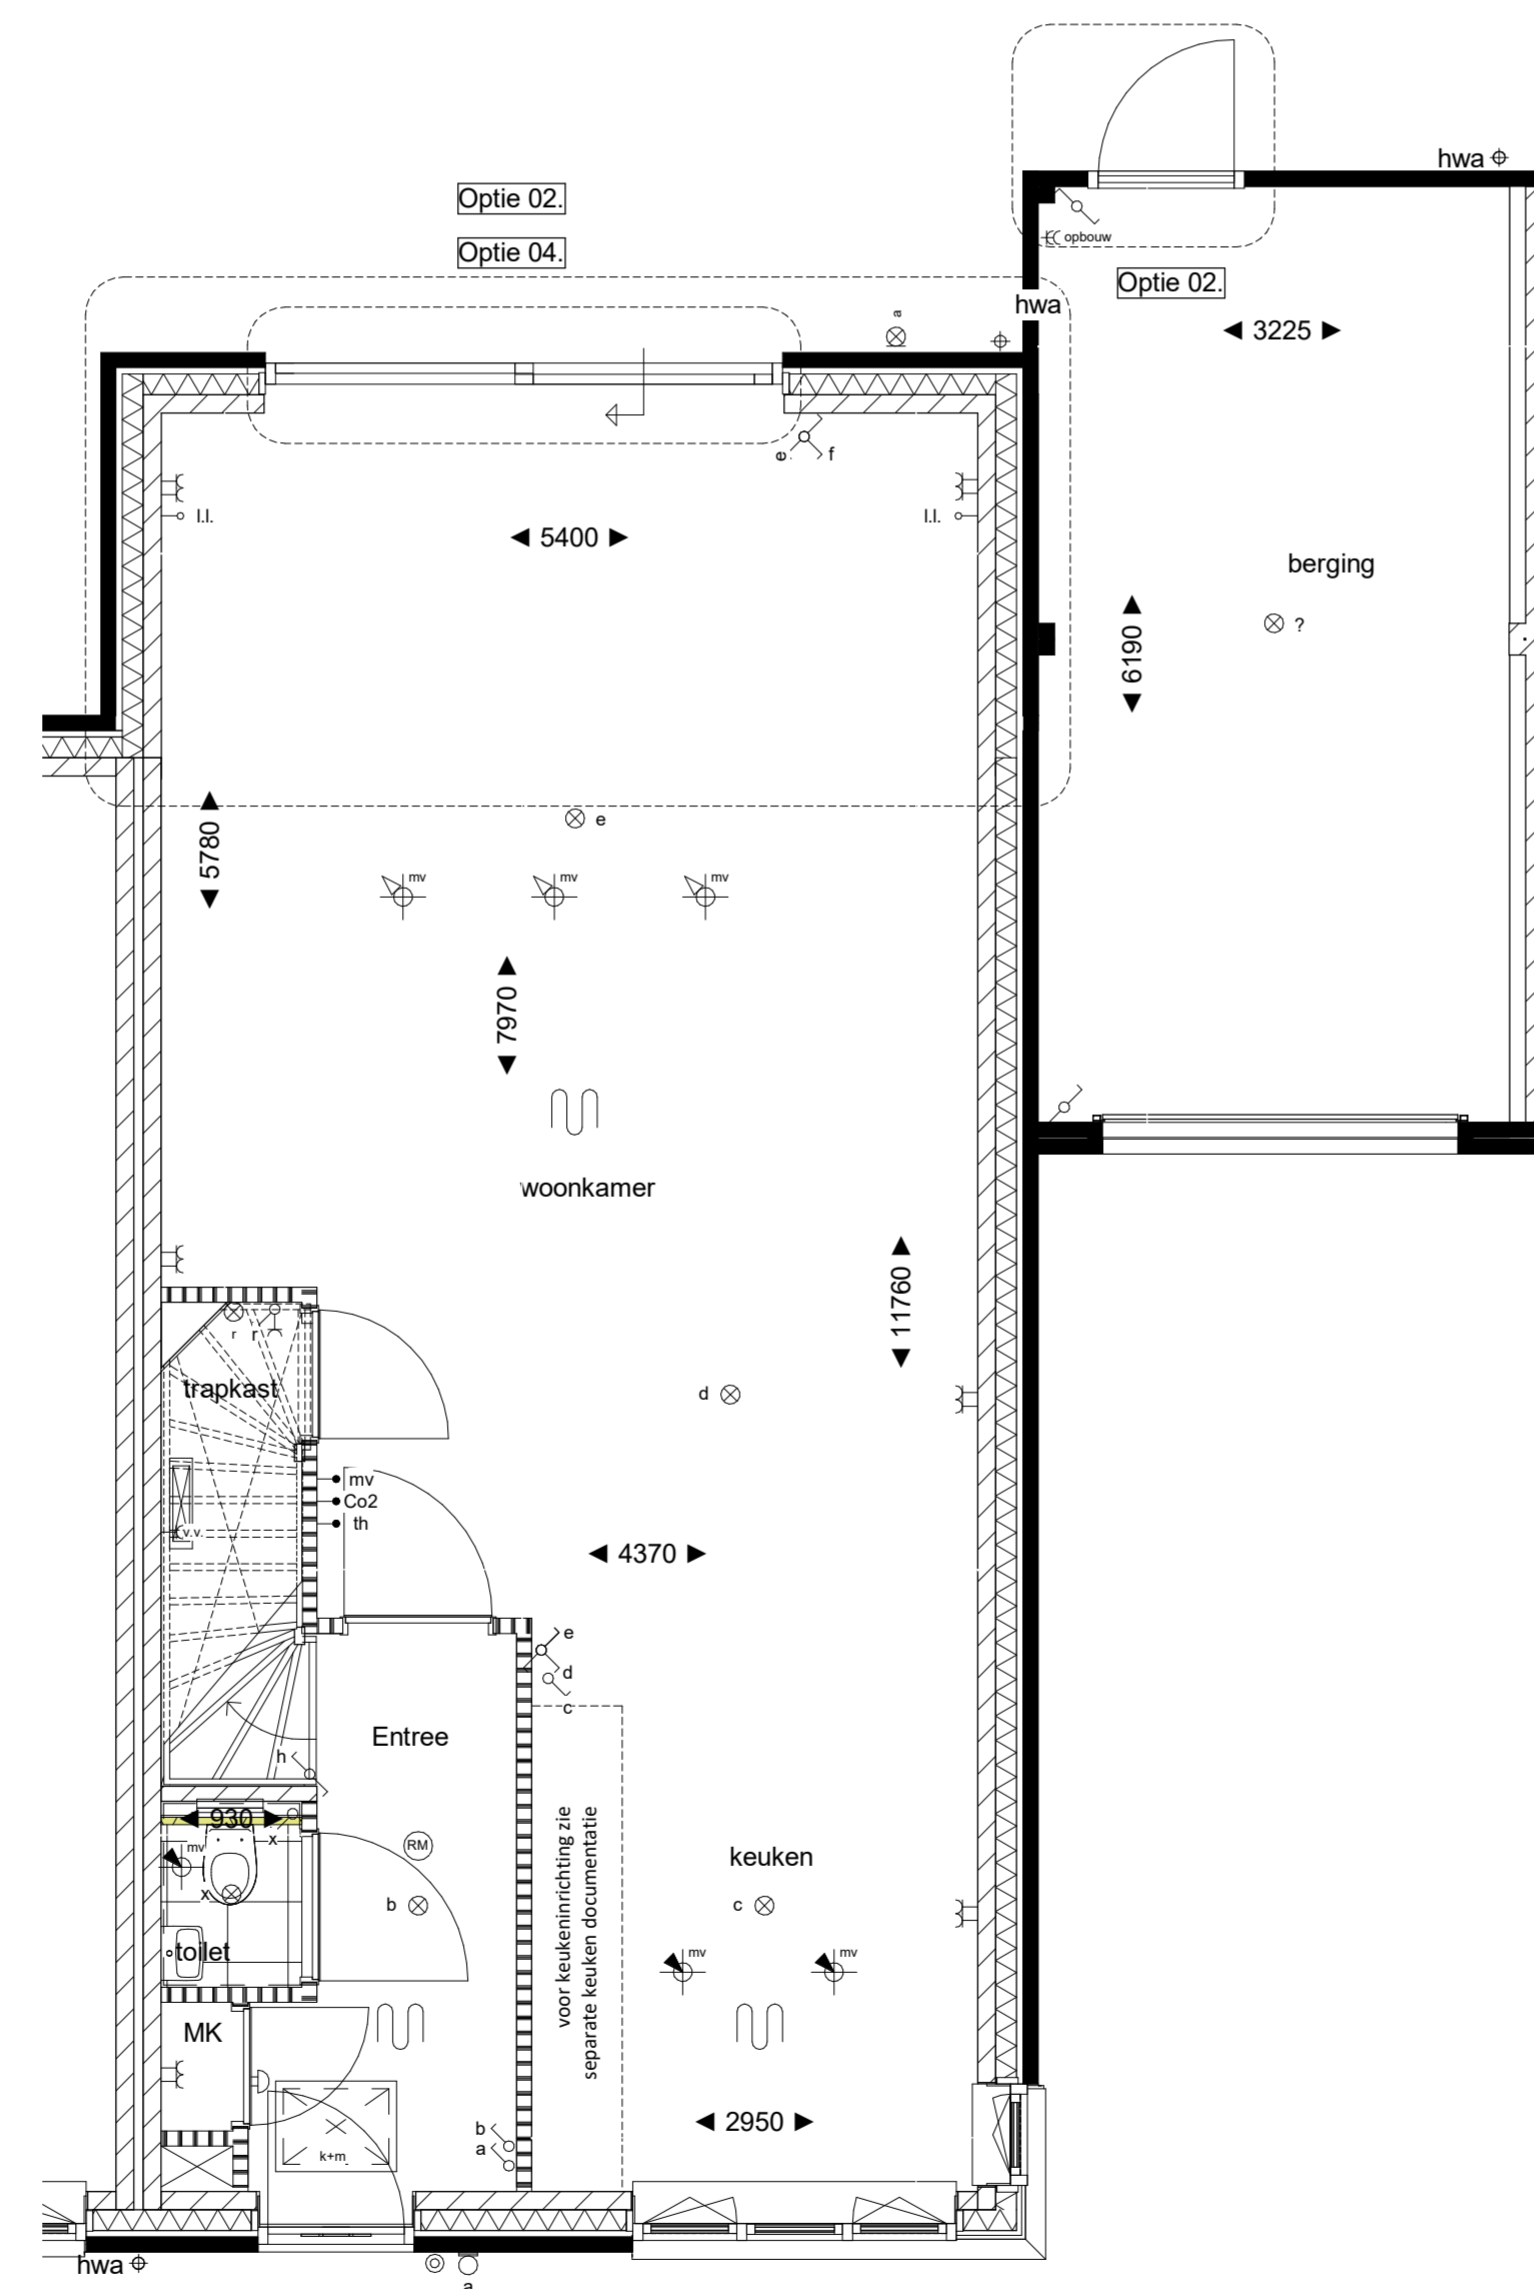 hwa
Optie 02.
Optie 04.
opbouw
Optie 02.
hwa
a
3225
e
f
l.l.
l.l.
5400
berging
?
6190
e
5780
mv
mv
mv
7970
woonkamer
11760
r
r
trapkast
d
mv
Co2
th
v.v.
4370
e
d
c
Entree
h
930
x
mv
RM
keuken
x
b
c
voor keukeninrichting zie
separate keuken documentatie
toilet
mv
mv
MK
2950
b
a
k+m
hwa
a